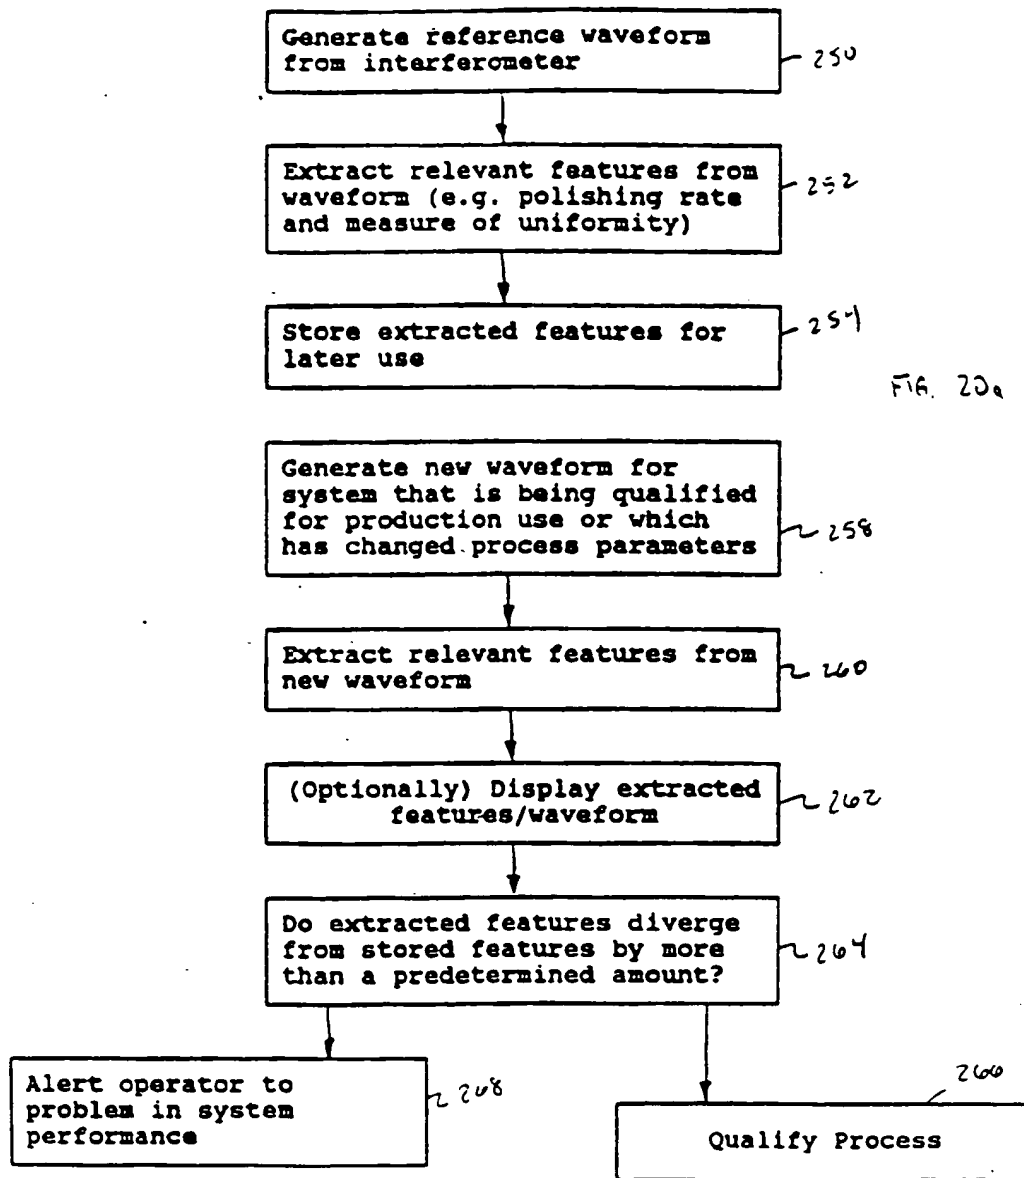 Generate reference waveform
from interferometer
250
Extract relevant features from
waveform (e.g. polishing rate
and measure of uniformity)
252
Store extracted features for
later use
254
FIG. 20a
Generate new waveform for
system that is being qualified
for production use or which
has changed process parameters
258
Extract relevant features from
new waveform
260
(Optionally) Display extracted
features/waveform
262
Do extracted features diverge
from stored features by more
than a predetermined amount?
264
Alert operator to
problem in system
performance
268
266
Qualify Process